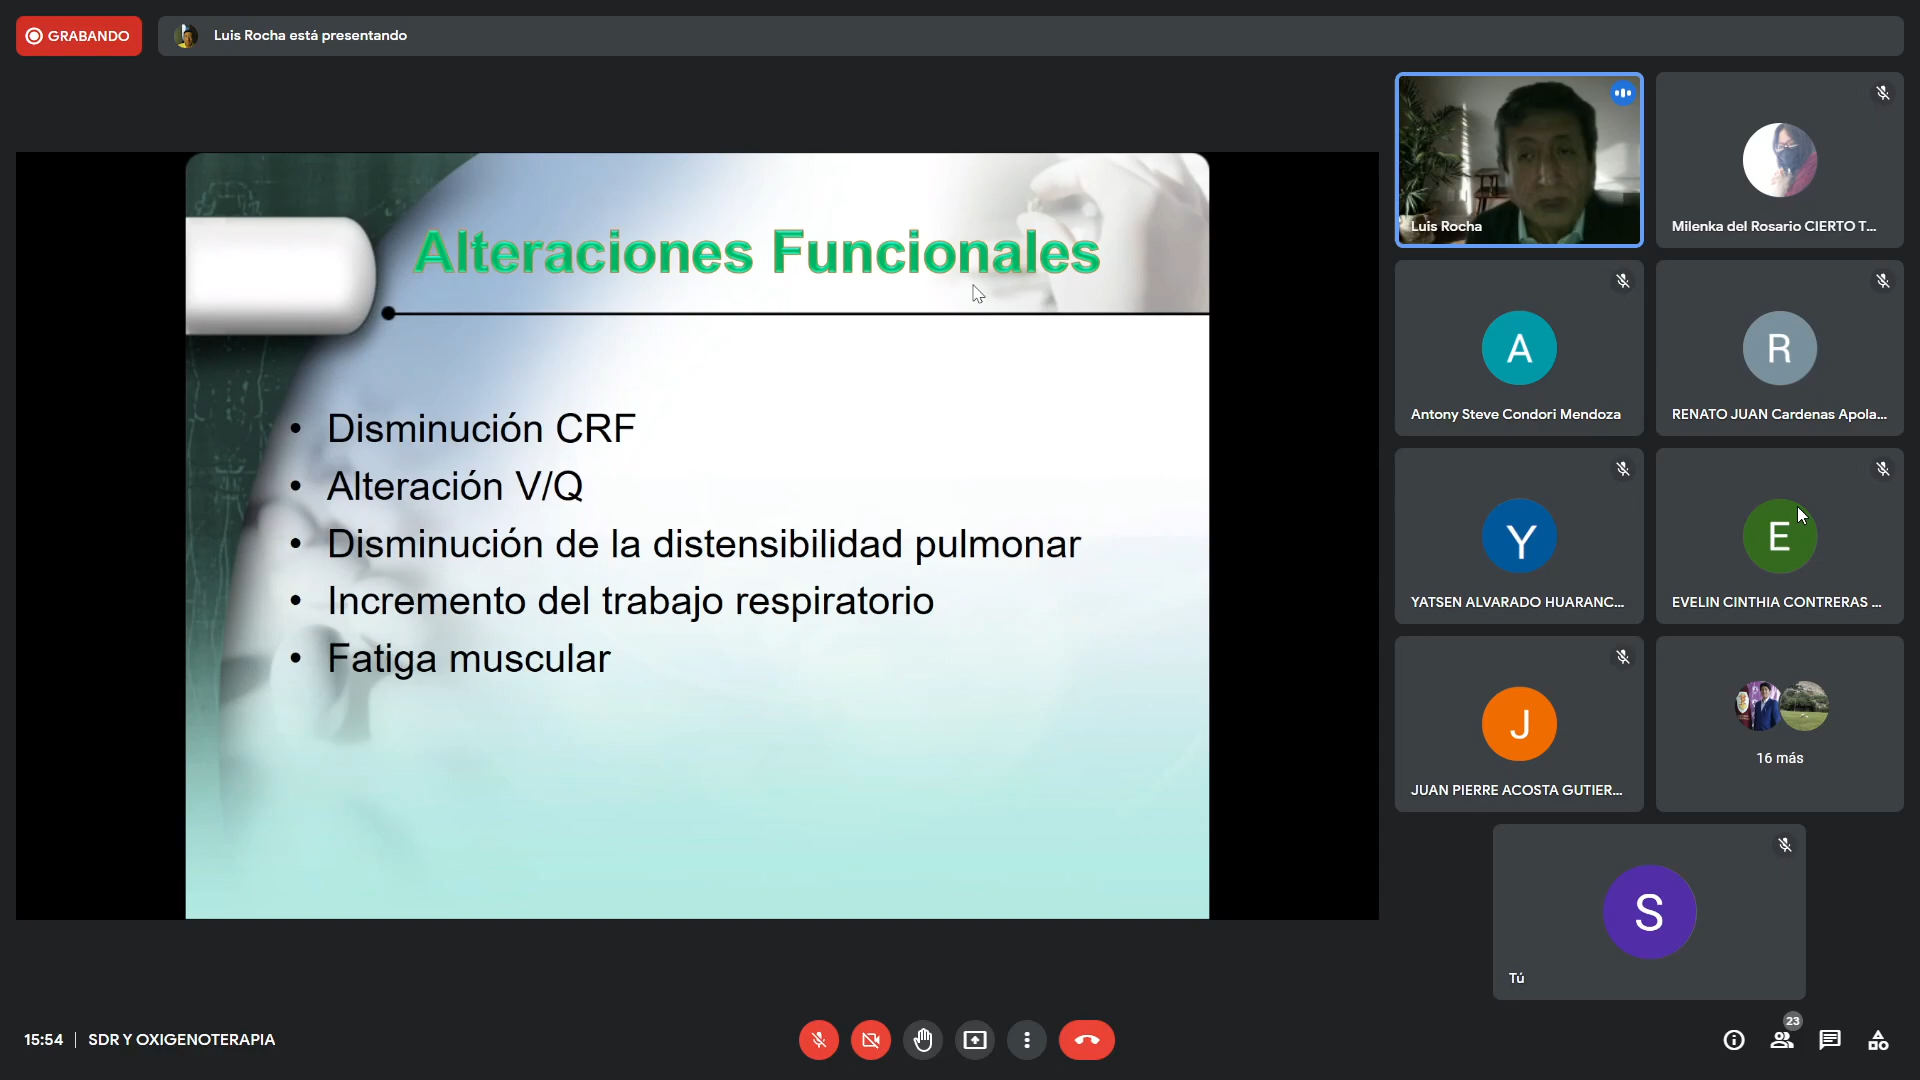 GRABANDO
Luis Rocha está presentando
Alteraciones Funcionales
• Disminución CRF
• Alteración V/Q
• Disminución de la distensibilidad pulmonar
• Incremento del trabajo respiratorio
• Fatiga muscular
Luis Rocha
Milenka del Rosario CIERTO T...
A
Antony Steve Condori Mendoza
R
RENATO JUAN Cardenas Apola...
Y
YATSEN ALVARADO HUARANC...
E
EVELIN CINTHIA CONTRERAS ...
J
JUAN PIERRE ACOSTA GUTIER...
16 más
S
Tú
15:54 | SDR Y OXIGENOTERAPIA
23